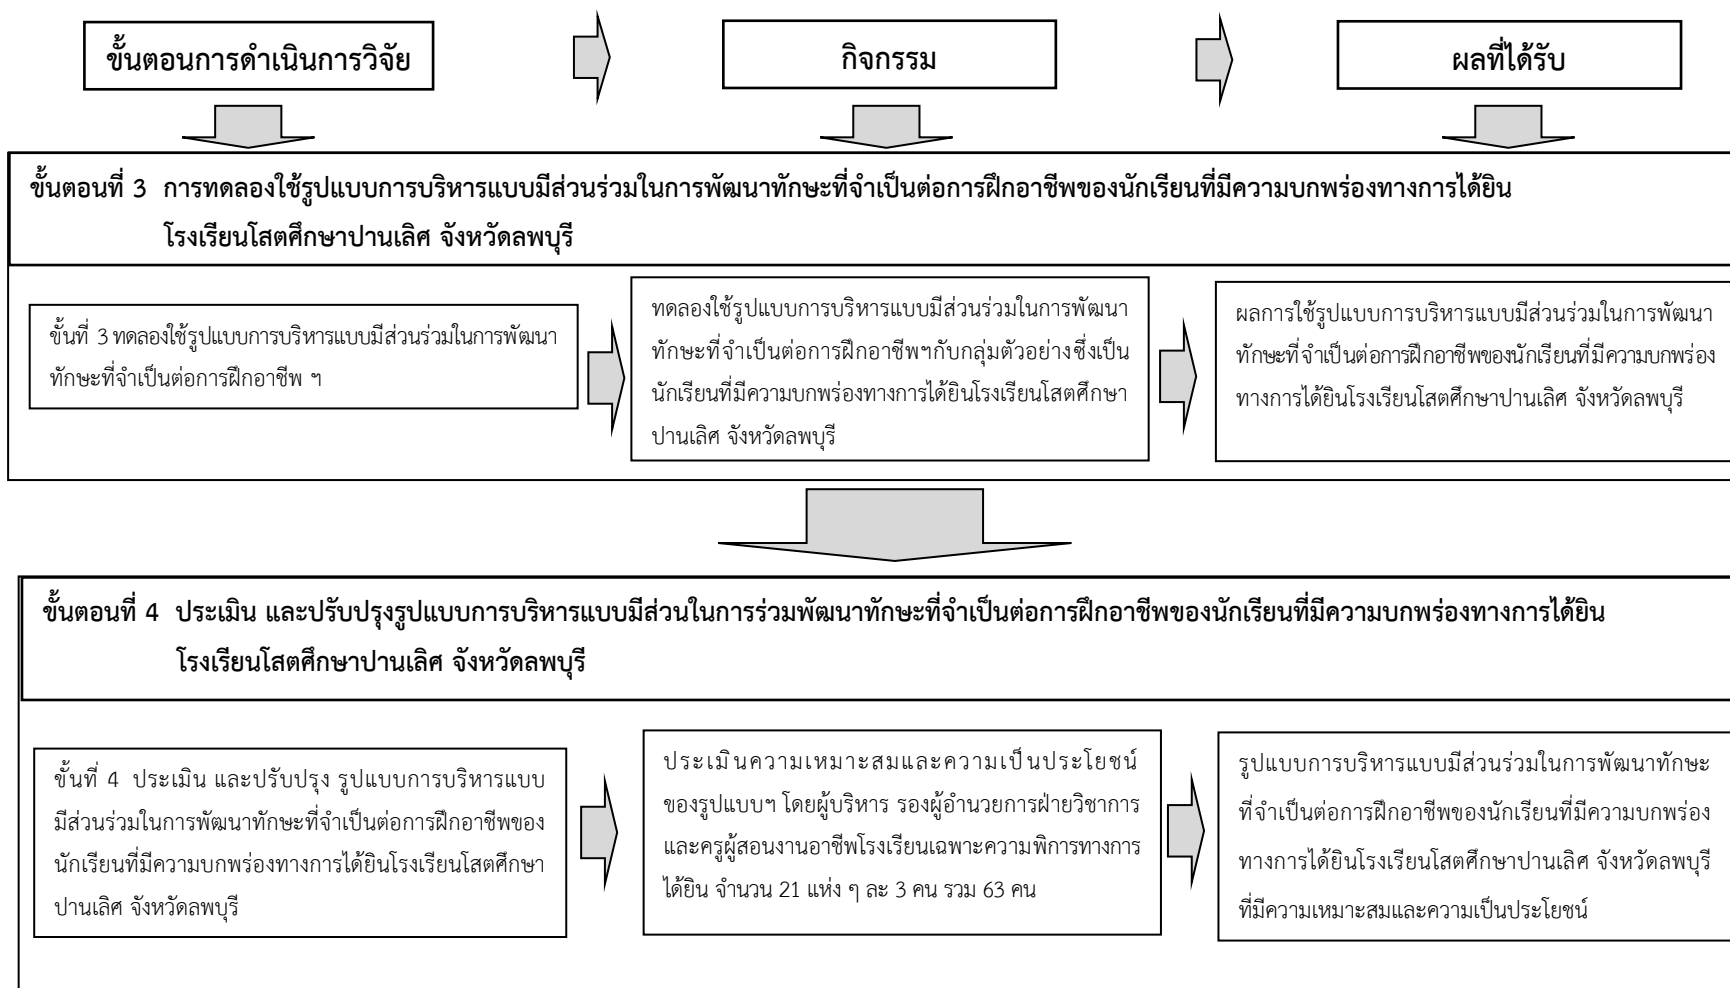 ขั้นตอนการดำเนินการวิจัย
กิจกรรม
ผลที่ได้รับ
ขั้นตอนที่ 3 การทดลองใช้รูปแบบการบริหารแบบมีส่วนร่วมในการพัฒนาทักษะที่จำเป็นต่อการฝึกอาชีพของนักเรียนที่มีความบกพร่องทางการได้ยิน
โรงเรียนโสตศึกษาปานเลิศ จังหวัดลพบุรี
ขั้นที่ 3 ทดลองใช้รูปแบบการบริหารแบบมีส่วนร่วมในการพัฒนา
ทักษะที่จำเป็นต่อการฝึกอาชีพ ฯ
ทดลองใช้รูปแบบการบริหารแบบมีส่วนร่วมในการพัฒนา
ทักษะที่จำเป็นต่อการฝึกอาชีพฯกับกลุ่มตัวอย่างซึ่งเป็น
นักเรียนที่มีความบกพร่องทางการได้ยินโรงเรียนโสตศึกษา
ปานเลิศ จังหวัดลพบุรี
ผลการใช้รูปแบบการบริหารแบบมีส่วนร่วมในการพัฒนา
ทักษะที่จำเป็นต่อการฝึกอาชีพของนักเรียนที่มีความบกพร่อง
ทางการได้ยินโรงเรียนโสตศึกษาปานเลิศ จังหวัดลพบุรี
ขั้นตอนที่ 4 ประเมิน และปรับปรุงรูปแบบการบริหารแบบมีส่วนในการร่วมพัฒนาทักษะที่จำเป็นต่อการฝึกอาชีพของนักเรียนที่มีความบกพร่องทางการได้ยิน
โรงเรียนโสตศึกษาปานเลิศ จังหวัดลพบุรี
ขั้นที่ 4 ประเมิน และปรับปรุง รูปแบบการบริหารแบบ
มีส่วนร่วมในการพัฒนาทักษะที่จำเป็นต่อการฝึกอาชีพของ
นักเรียนที่มีความบกพร่องทางการได้ยินโรงเรียนโสตศึกษา
ปานเลิศ จังหวัดลพบุรี
ประเมินความเหมาะสมและความเป็นประโยชน์
ของรูปแบบฯ โดยผู้บริหาร รองผู้อำนวยการฝ่ายวิชาการ
และครูผู้สอนงานอาชีพโรงเรียนเฉพาะความพิการทางการ
ได้ยิน จำนวน 21 แห่ง ๆ ละ 3 คน รวม 63 คน
รูปแบบการบริหารแบบมีส่วนร่วมในการพัฒนาทักษะ
ที่จำเป็นต่อการฝึกอาชีพของนักเรียนที่มีความบกพร่อง
ทางการได้ยินโรงเรียนโสตศึกษาปานเลิศ จังหวัดลพบุรี
ที่มีความเหมาะสมและความเป็นประโยชน์